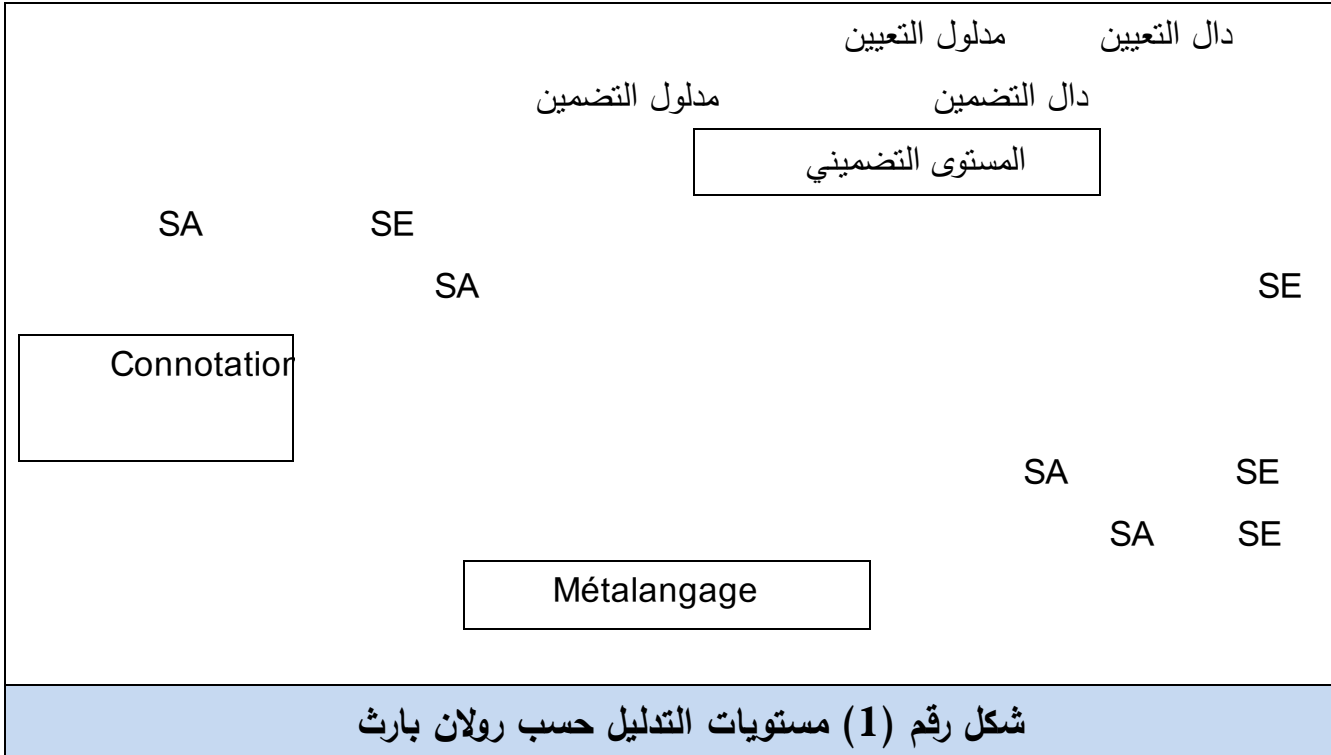 دال التعيين مدلول التعيين
دال التضمين مدلول التضمين
المستوى التضميني
SA SE
SA SE
Connotation
SA SE
SA SE
Métalangage
شكل رقم (1) مستويات التدليل حسب رولان بارث